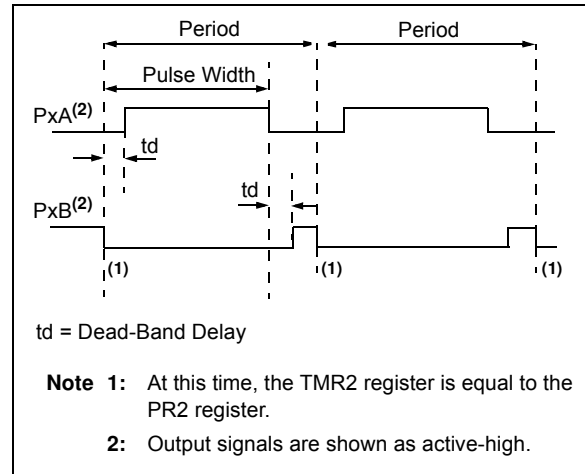 Period Period
Pulse Width
PxA(2)
td
td
PxB(2)
(1) (1) (1)
td = Dead-Band Delay
Note 1: At this time, the TMR2 register is equal to the
PR2 register.
2: Output signals are shown as active-high.